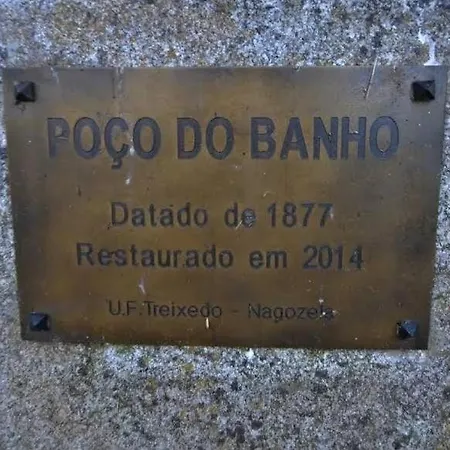 POÇO DO BANHO
Datado de 1877
Restaurado em 2014
U.F.Treixedo - Nagozela